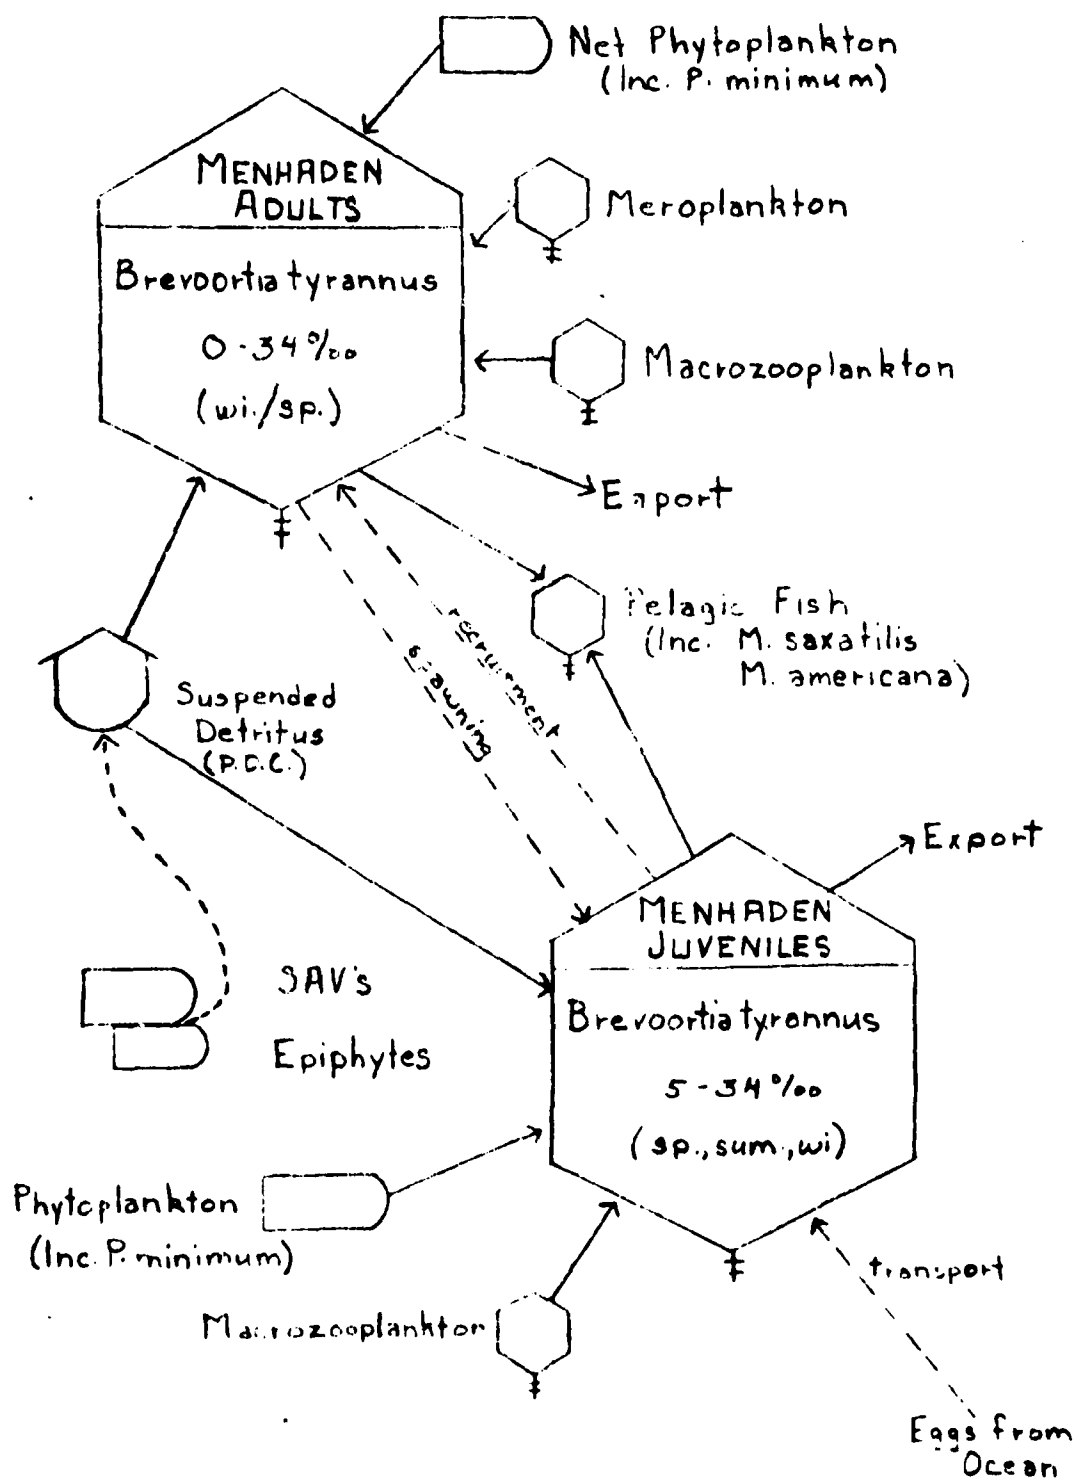 Net Phytoplankton
(Inc. P. minimum)
MENHADEN
ADULTS
Meroplankton
Brevoortia tyrannus
0-34 ‰
(wi./sp.)
Macrozooplankton
Export
Pelagic Fish
(Inc. M. saxatilis
M. americana)
recruitment
spawning
Suspended
Detritus
Export
MENHADEN
JUVENILES
SAV's
Epiphytes
Brevoortia tyrannus
5-34 ‰
(sp., sum., wi)
Phytoplankton
(Inc. P. minimum)
transport
Macrozooplankton
Eggs from
Ocean